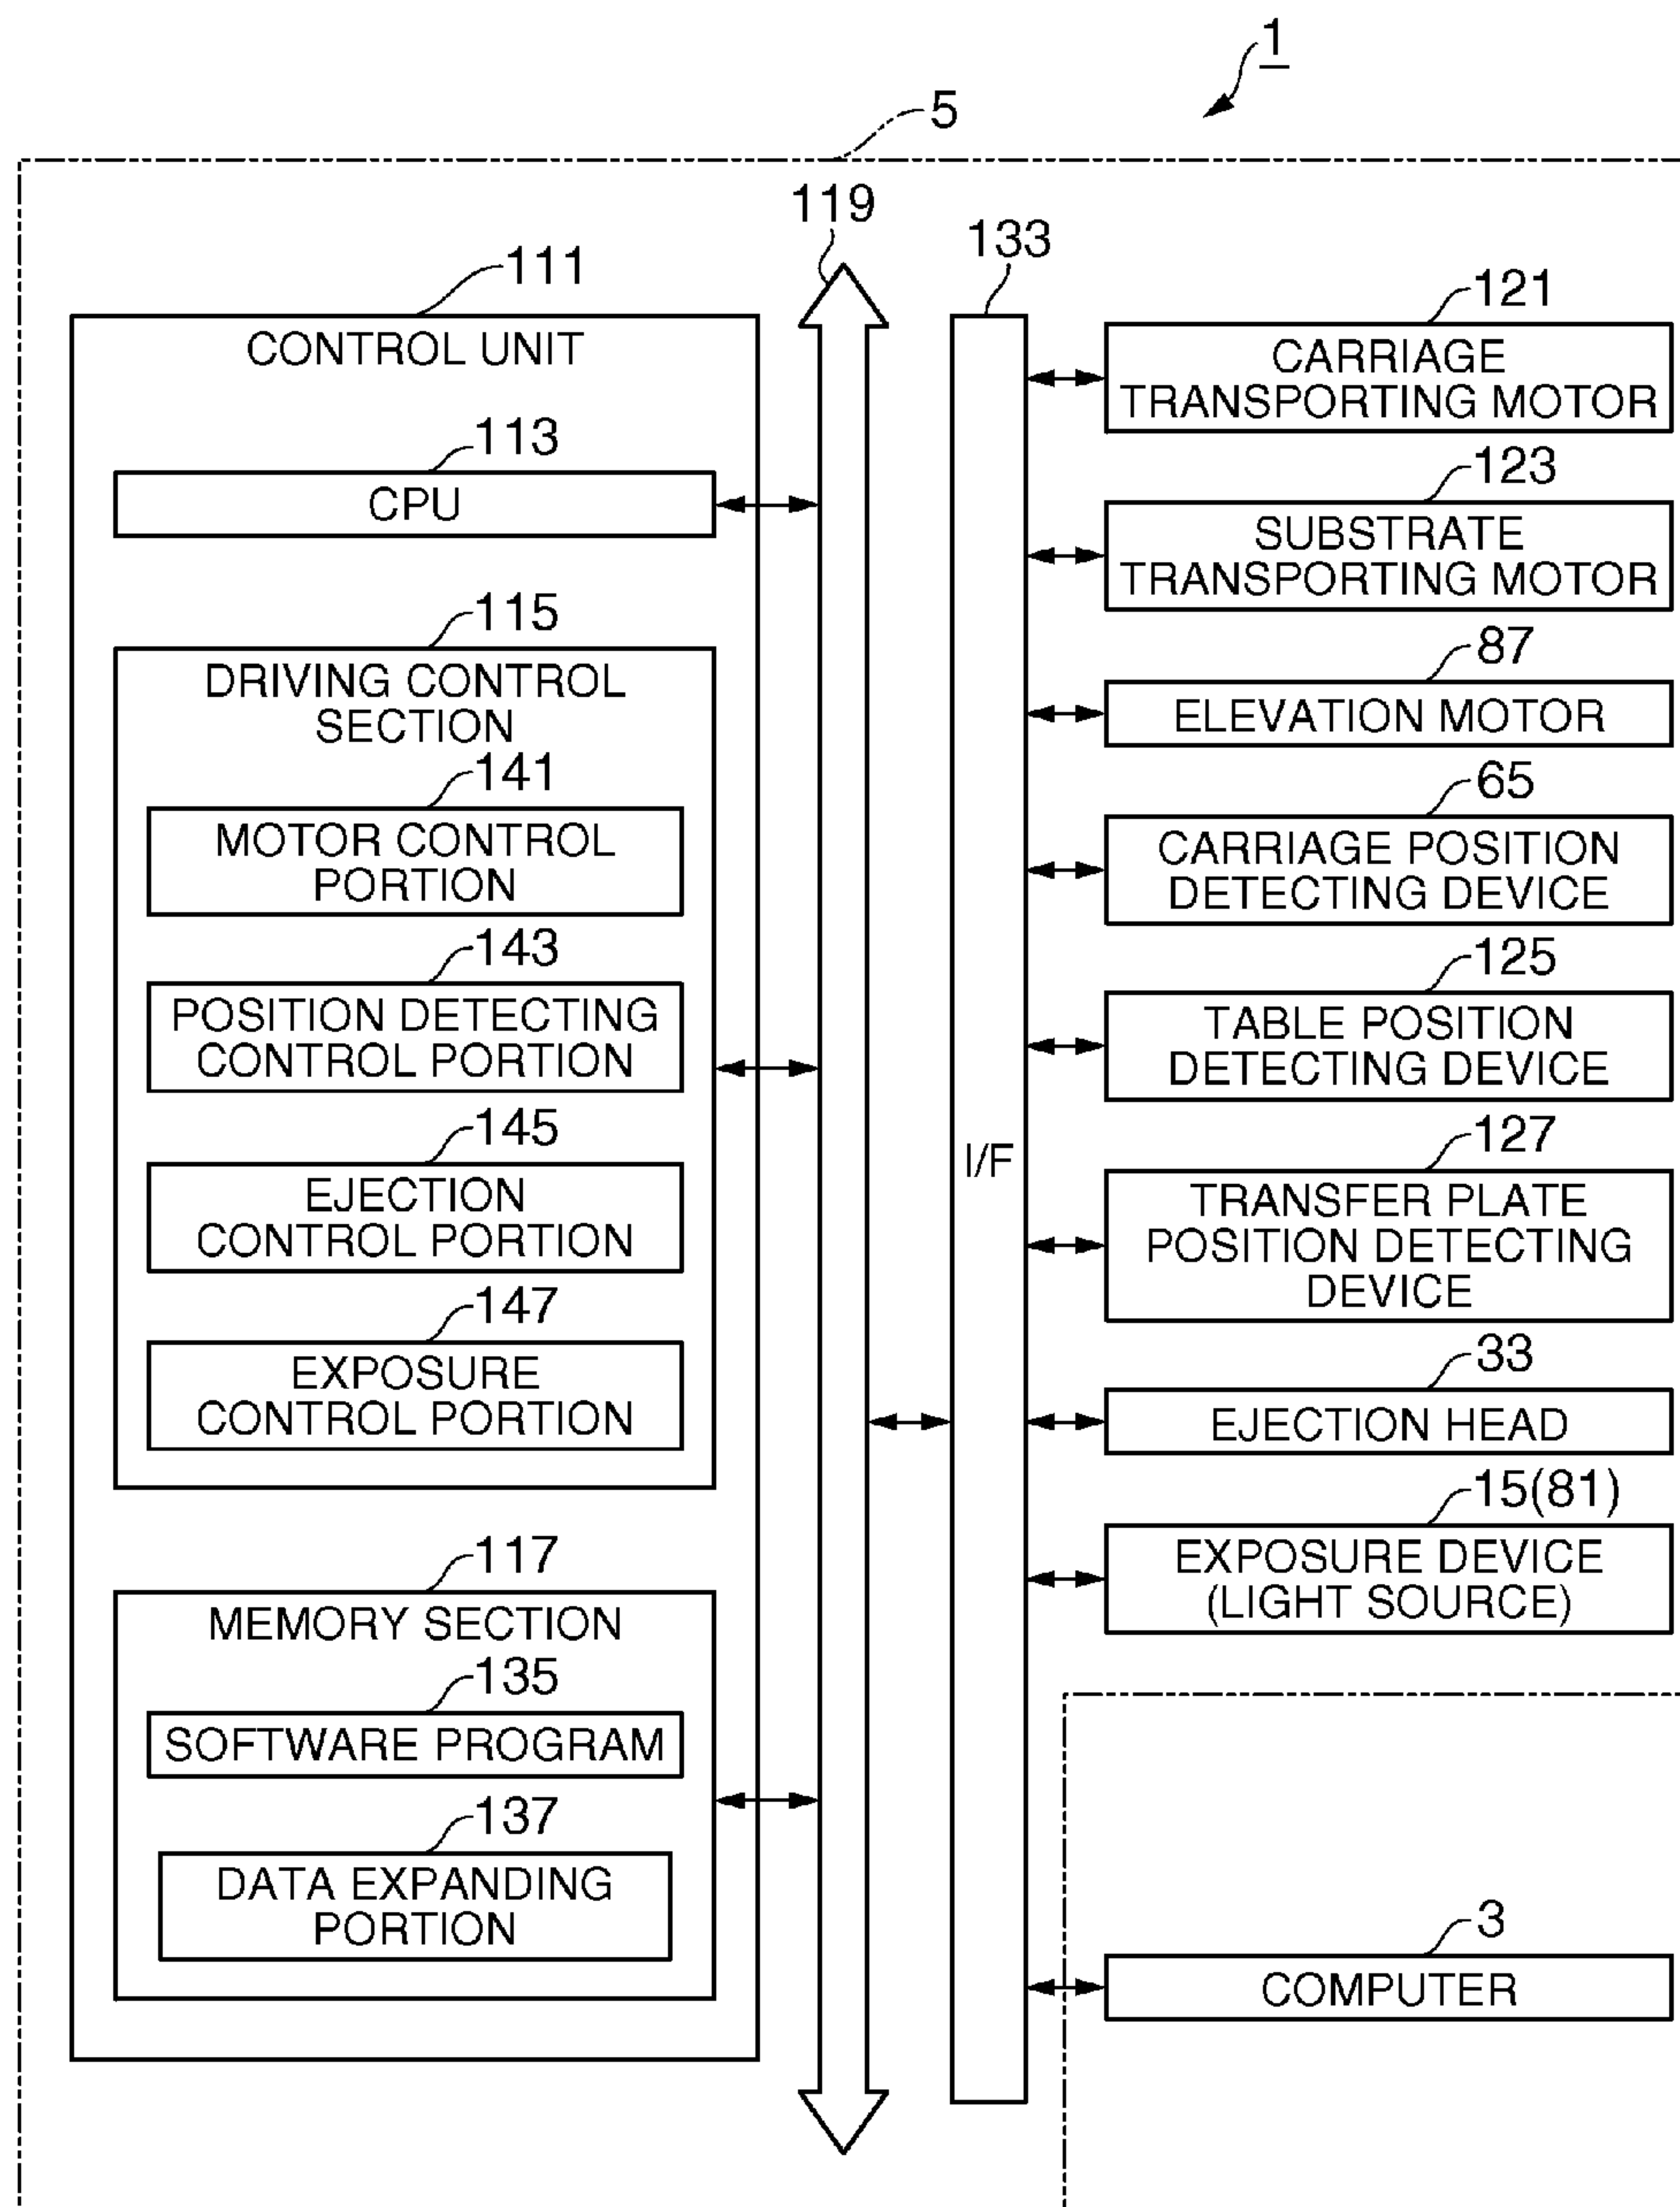 1
5
119
133
111
CONTROL UNIT
113
CPU
115
DRIVING CONTROL
SECTION
141
MOTOR CONTROL
PORTION
143
POSITION DETECTING
CONTROL PORTION
145
EJECTION
CONTROL PORTION
147
EXPOSURE
CONTROL PORTION
117
MEMORY SECTION
135
SOFTWARE PROGRAM
137
DATA EXPANDING
PORTION
I/F
121
CARRIAGE
TRANSPORTING MOTOR
123
SUBSTRATE
TRANSPORTING MOTOR
87
ELEVATION MOTOR
65
CARRIAGE POSITION
DETECTING DEVICE
125
TABLE POSITION
DETECTING DEVICE
127
TRANSFER PLATE
POSITION DETECTING
DEVICE
33
EJECTION HEAD
15(81)
EXPOSURE DEVICE
(LIGHT SOURCE)
3
COMPUTER